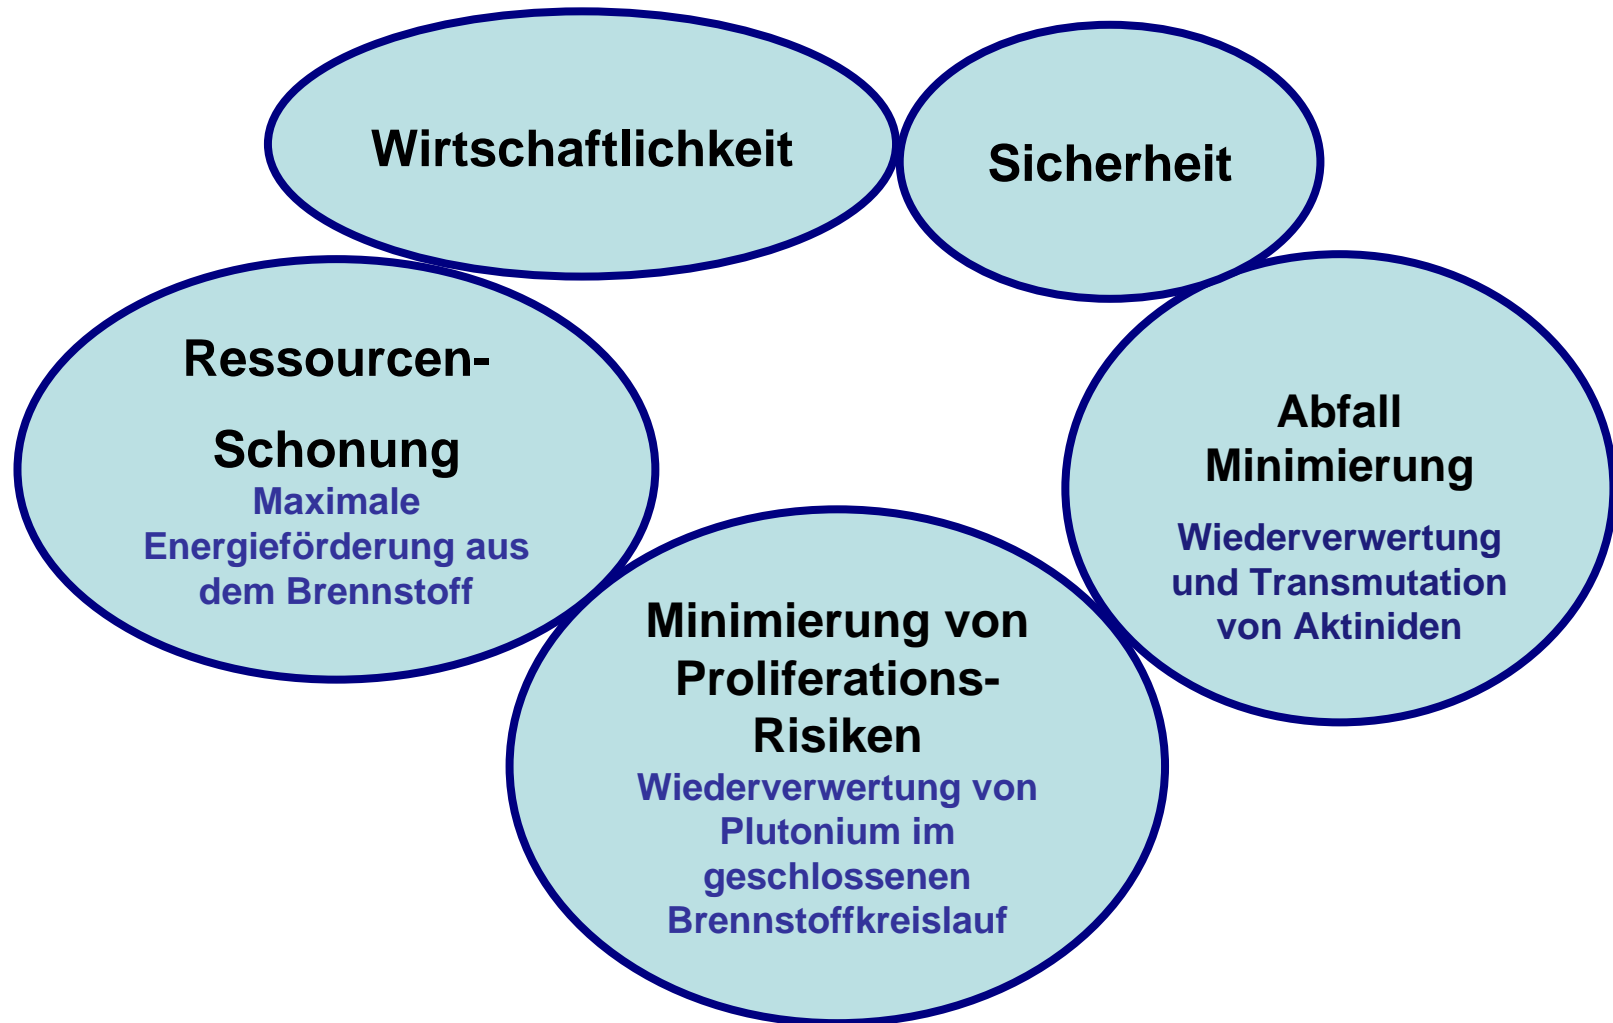 Wirtschaftlichkeit
Sicherheit
Ressourcen-
Schonung
Maximale
Energieförderung aus
dem Brennstoff
Abfall
Minimierung
Wiederverwertung
und Transmutation
von Aktiniden
Minimierung von
Proliferations-
Risiken
Wiederverwertung von
Plutonium im
geschlossenen
Brennstoffkreislauf